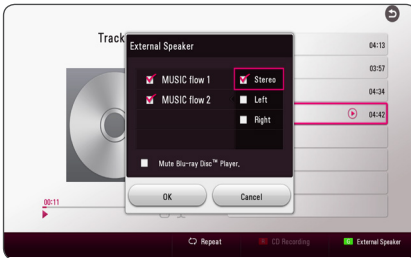 Track
External Speaker
MUSIC flow 1
Stereo
MUSIC flow 2
Left
Right
Mute Blu-ray Disc™ Player.
OK
Cancel
04:13
03:57
04:34
04:42
00:11
Repeat
CD Recording
External Speaker